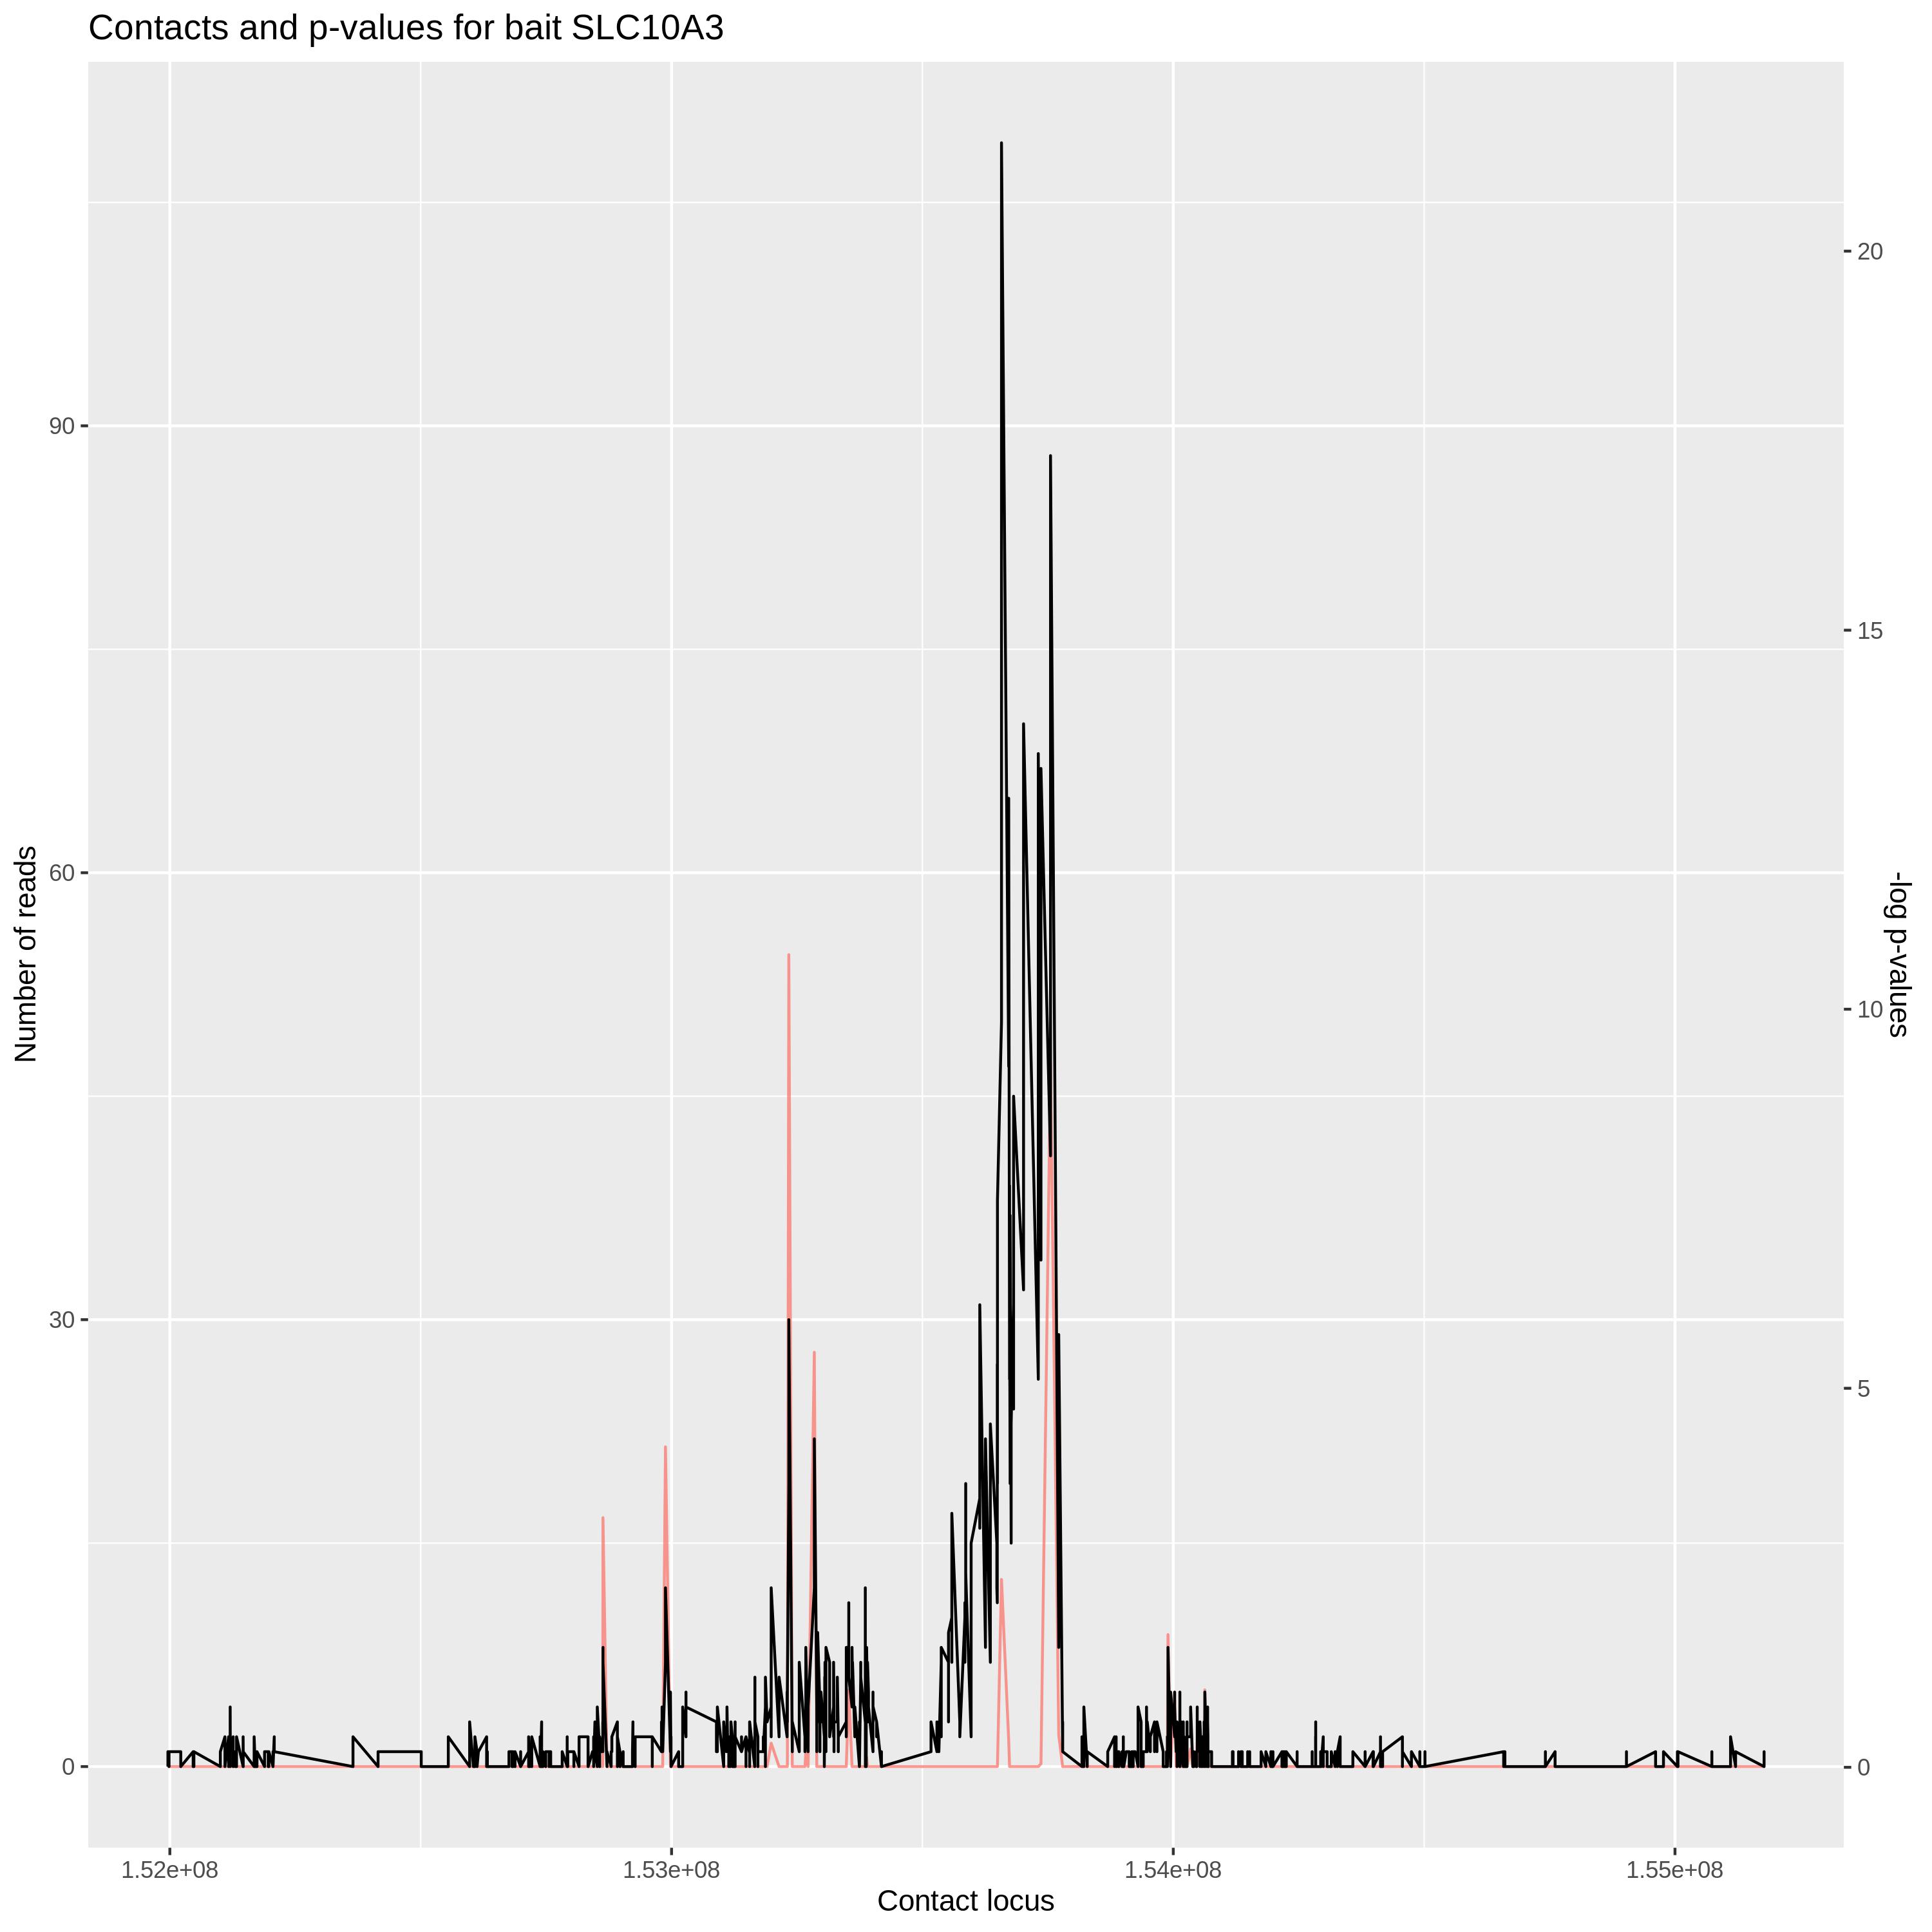 Contacts and p-values for bait SLC10A3
Number of reads
90
60
30
0
20
15
10
5
0
-log p-values
1.52e+08
1.53e+08
1.54e+08
1.55e+08
Contact locus